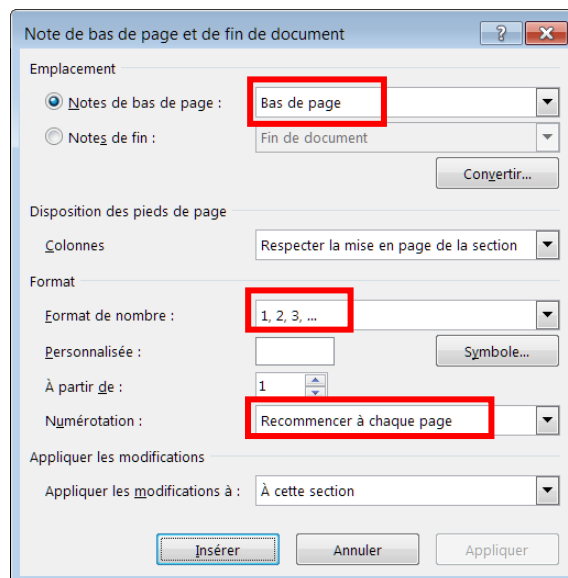 Note de bas de page et de fin de document
Emplacement
Notes de bas de page : Bas de page
Notes de fin : Fin de document
Convertir...
Disposition des pieds de page
Colonnes Respecter la mise en page de la section
Format
Format de nombre : 1, 2, 3, ...
Personnalisée : Symbole...
À partir de : 1
Numérotation : Recommencer à chaque page
Appliquer les modifications
Appliquer les modifications à : À cette section
Insérer Annuler Appliquer